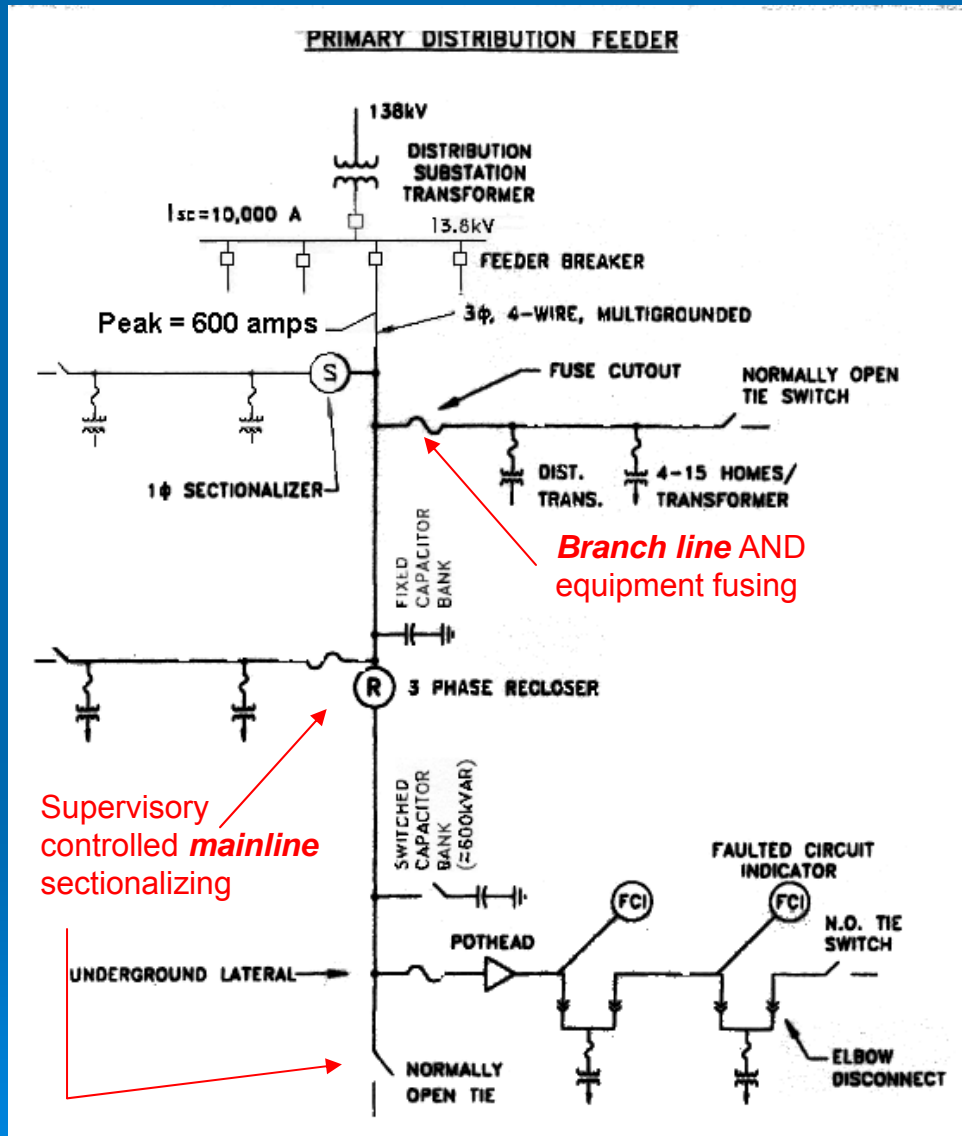 PRIMARY DISTRIBUTION FEEDER
138kV
DISTRIBUTION
SUBSTATION
TRANSFORMER
Isc=10,000 A
13.8kV
FEEDER BREAKER
Peak = 600 amps
3ϕ, 4-WIRE, MULTIGROUNDED
S
FUSE CUTOUT
NORMALLY OPEN
TIE SWITCH
1ϕ SECTIONALIZER
DIST.
TRANS.
4-15 HOMES/
TRANSFORMER
Branch line AND
equipment fusing
FIXED
CAPACITOR
BANK
R
3 PHASE RECLOSER
Supervisory
controlled mainline
sectionalizing
SWITCHED
CAPACITOR
BANK
(=600kVAR)
FAULTED CIRCUIT
INDICATOR
FCI
FCI
N.O. TIE
SWITCH
POTHEAD
UNDERGROUND LATERAL
ELBOW
DISCONNECT
NORMALLY
OPEN TIE